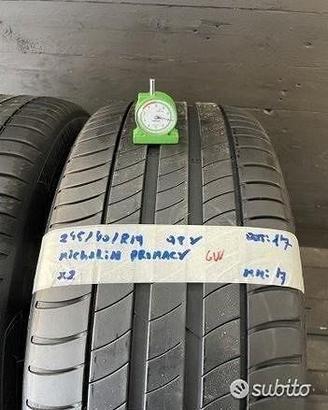 245/40/R19 98Y DOT: 17
MICHELIN PRIMACY GW
X2 MM: 7
subito